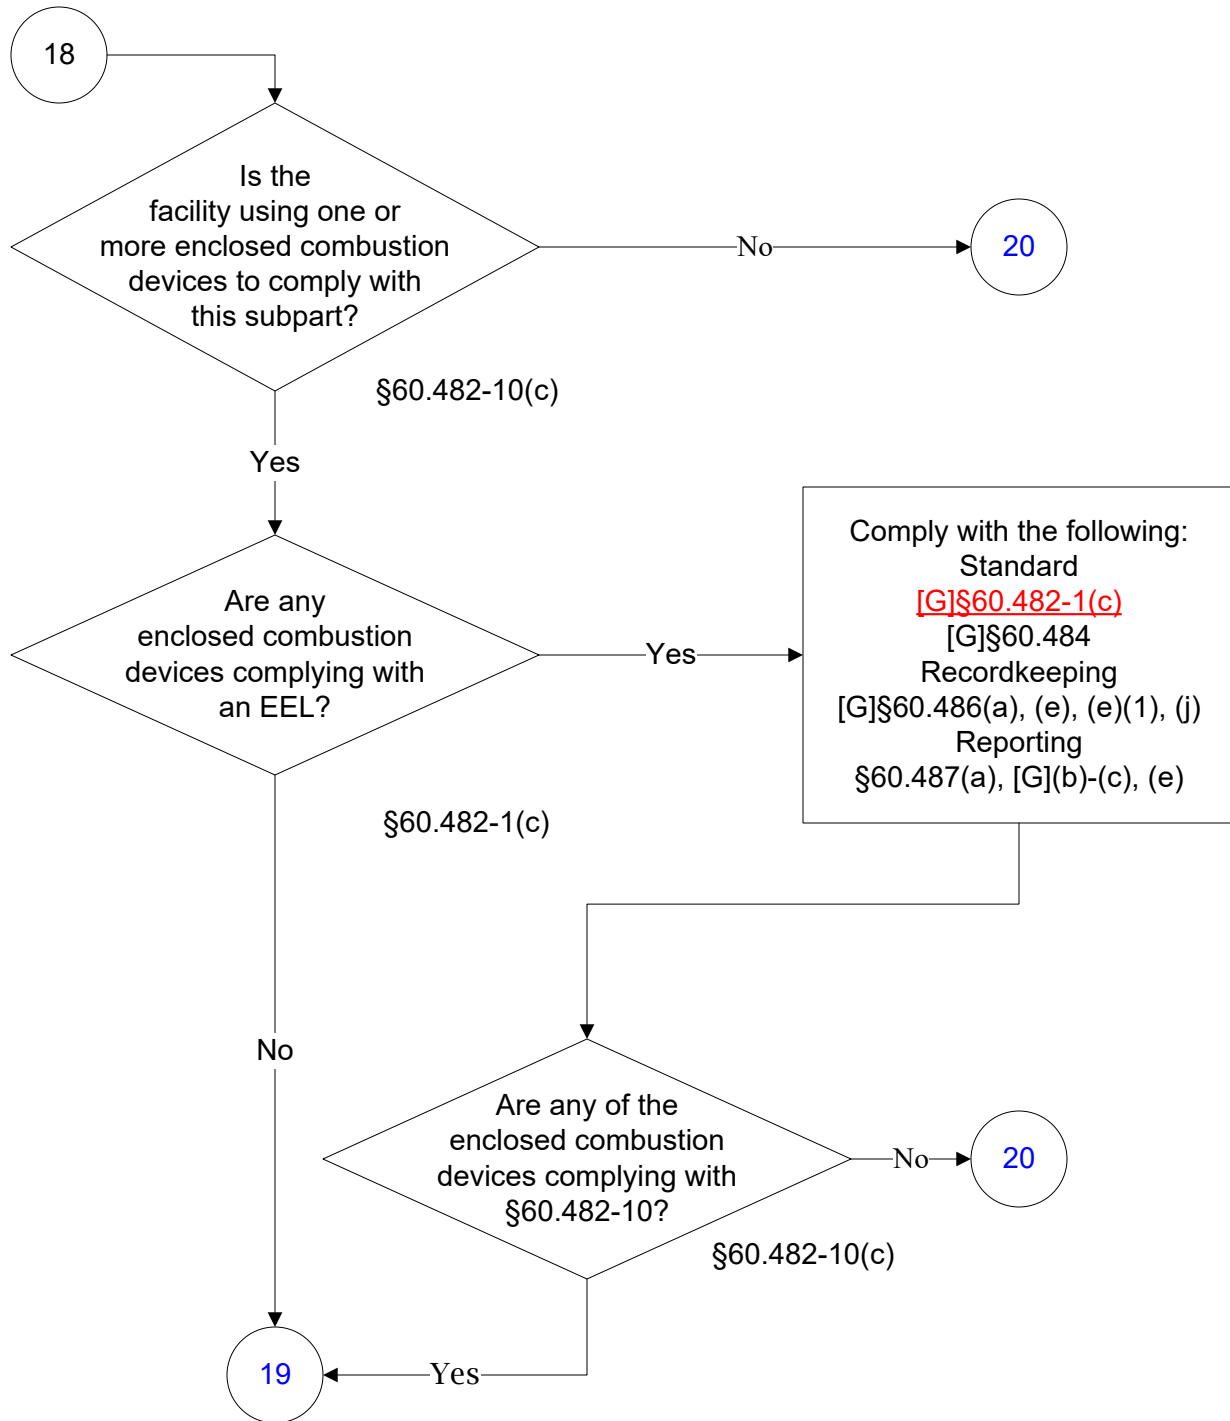 18
Is the
facility using one or
more enclosed combustion
devices to comply with
this subpart?
No
20
§60.482-10(c)
Yes
Are any
enclosed combustion
devices complying with
an EEL?
Yes
Comply with the following:
Standard
[G]§60.482-1(c)
[G]§60.484
Recordkeeping
[G]§60.486(a), (e), (e)(1), (j)
Reporting
§60.487(a), [G](b)-(c), (e)
§60.482-1(c)
No
Are any of the
enclosed combustion
devices complying with
§60.482-10?
No
20
§60.482-10(c)
Yes
19